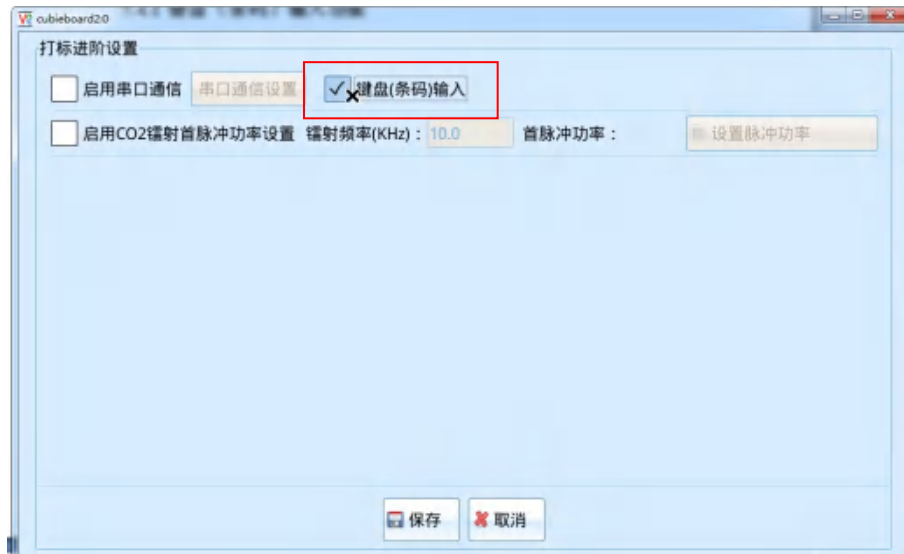 cubieboard2.0
打标进阶设置
启用串口通信 串口通信设置 键盘(条码)输入
启用CO2镭射首脉冲功率设置 镭射频率(KHz)：10.0 首脉冲功率： 设置脉冲功率
保存 取消